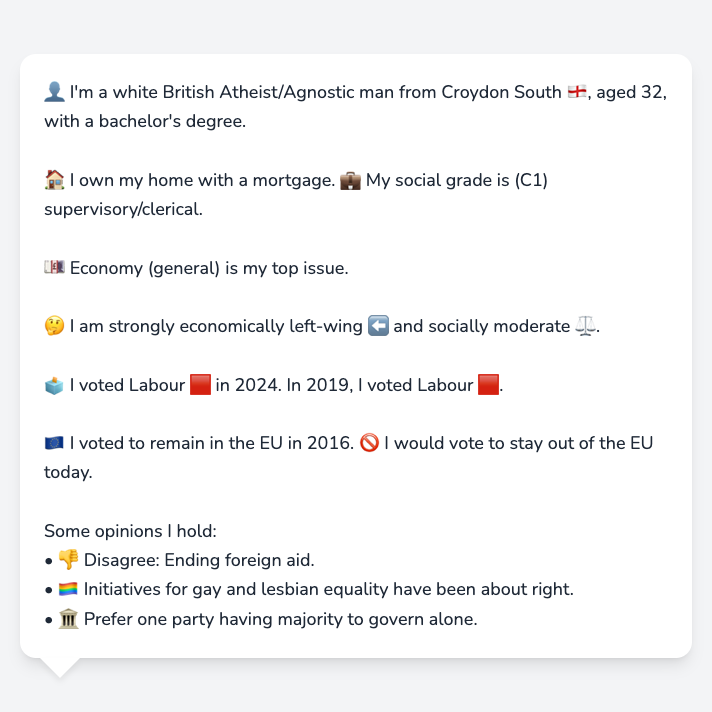 👤 I'm a white British Atheist/Agnostic man from Croydon South 🏴󠁧󠁢󠁥󠁮󠁧󠁿, aged 32,
with a bachelor's degree.
🏠 I own my home with a mortgage. 💼 My social grade is (C1)
supervisory/clerical.
💷 Economy (general) is my top issue.
🤔 I am strongly economically left-wing ⬅️ and socially moderate ⚖️.
🗳️ I voted Labour 🟥 in 2024. In 2019, I voted Labour 🟥.
🇪🇺 I voted to remain in the EU in 2016. 🚫 I would vote to stay out of the EU
today.
Some opinions I hold:
• 👎 Disagree: Ending foreign aid.
• 🏳️‍🌈 Initiatives for gay and lesbian equality have been about right.
• 🏛️ Prefer one party having majority to govern alone.